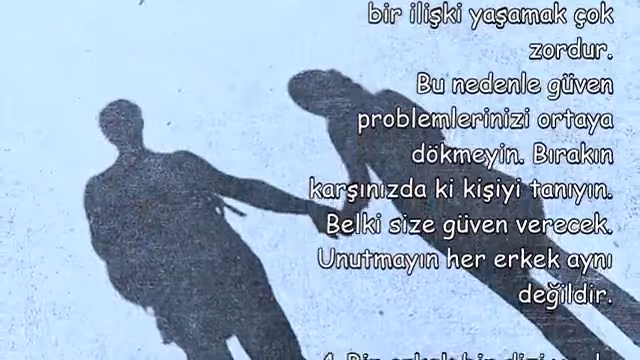 bir ilişki yaşamak çok
zordur.
Bu nedenle güven
problemlerinizi ortaya
dökmeyin. Bırakın
karşınızda ki kişiyi tanıyın.
Belki size güven verecek.
Unutmayın her erkek aynı
değildir.